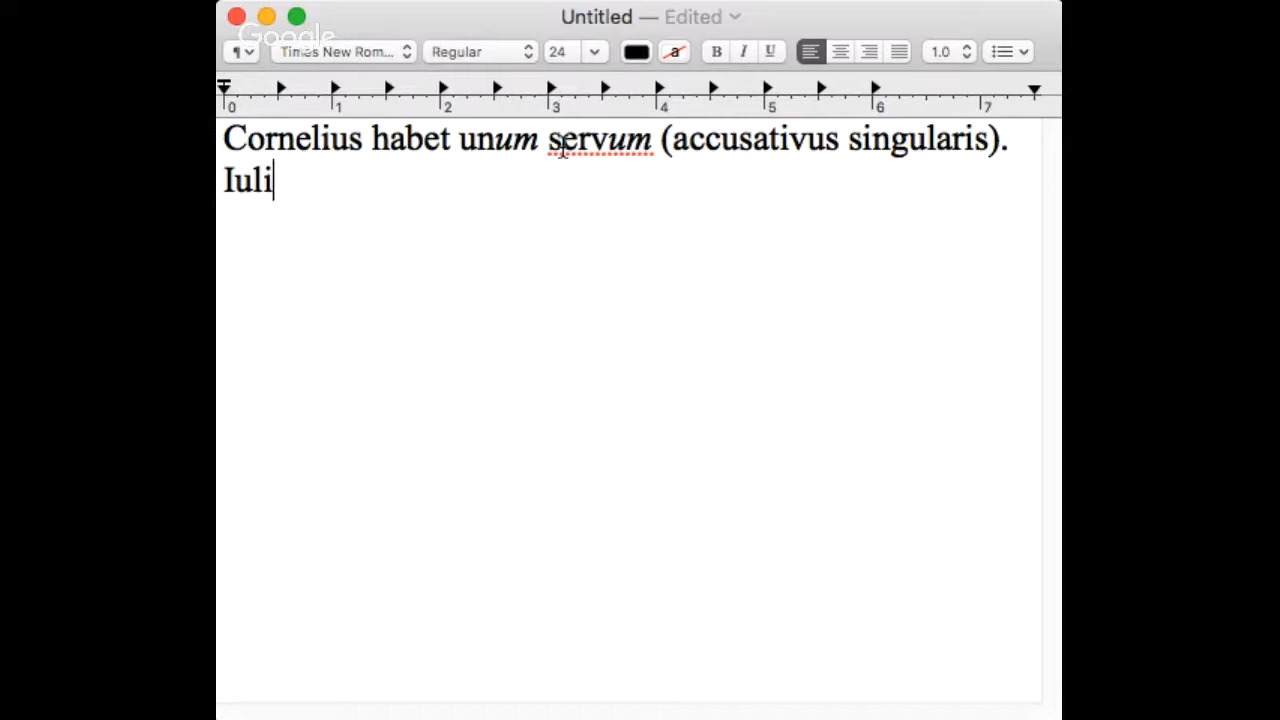 Untitled — Edited
Google
¶ Times New Rom... Regular 24 a B I U 1.0
0 1 2 3 4 5 6 7
Cornelius habet unum servum (accusativus singularis).
Iuli